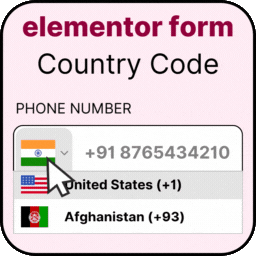 elementor form
Country Code
PHONE NUMBER
+91 8765434210
United States (+1)
Afghanistan (+93)